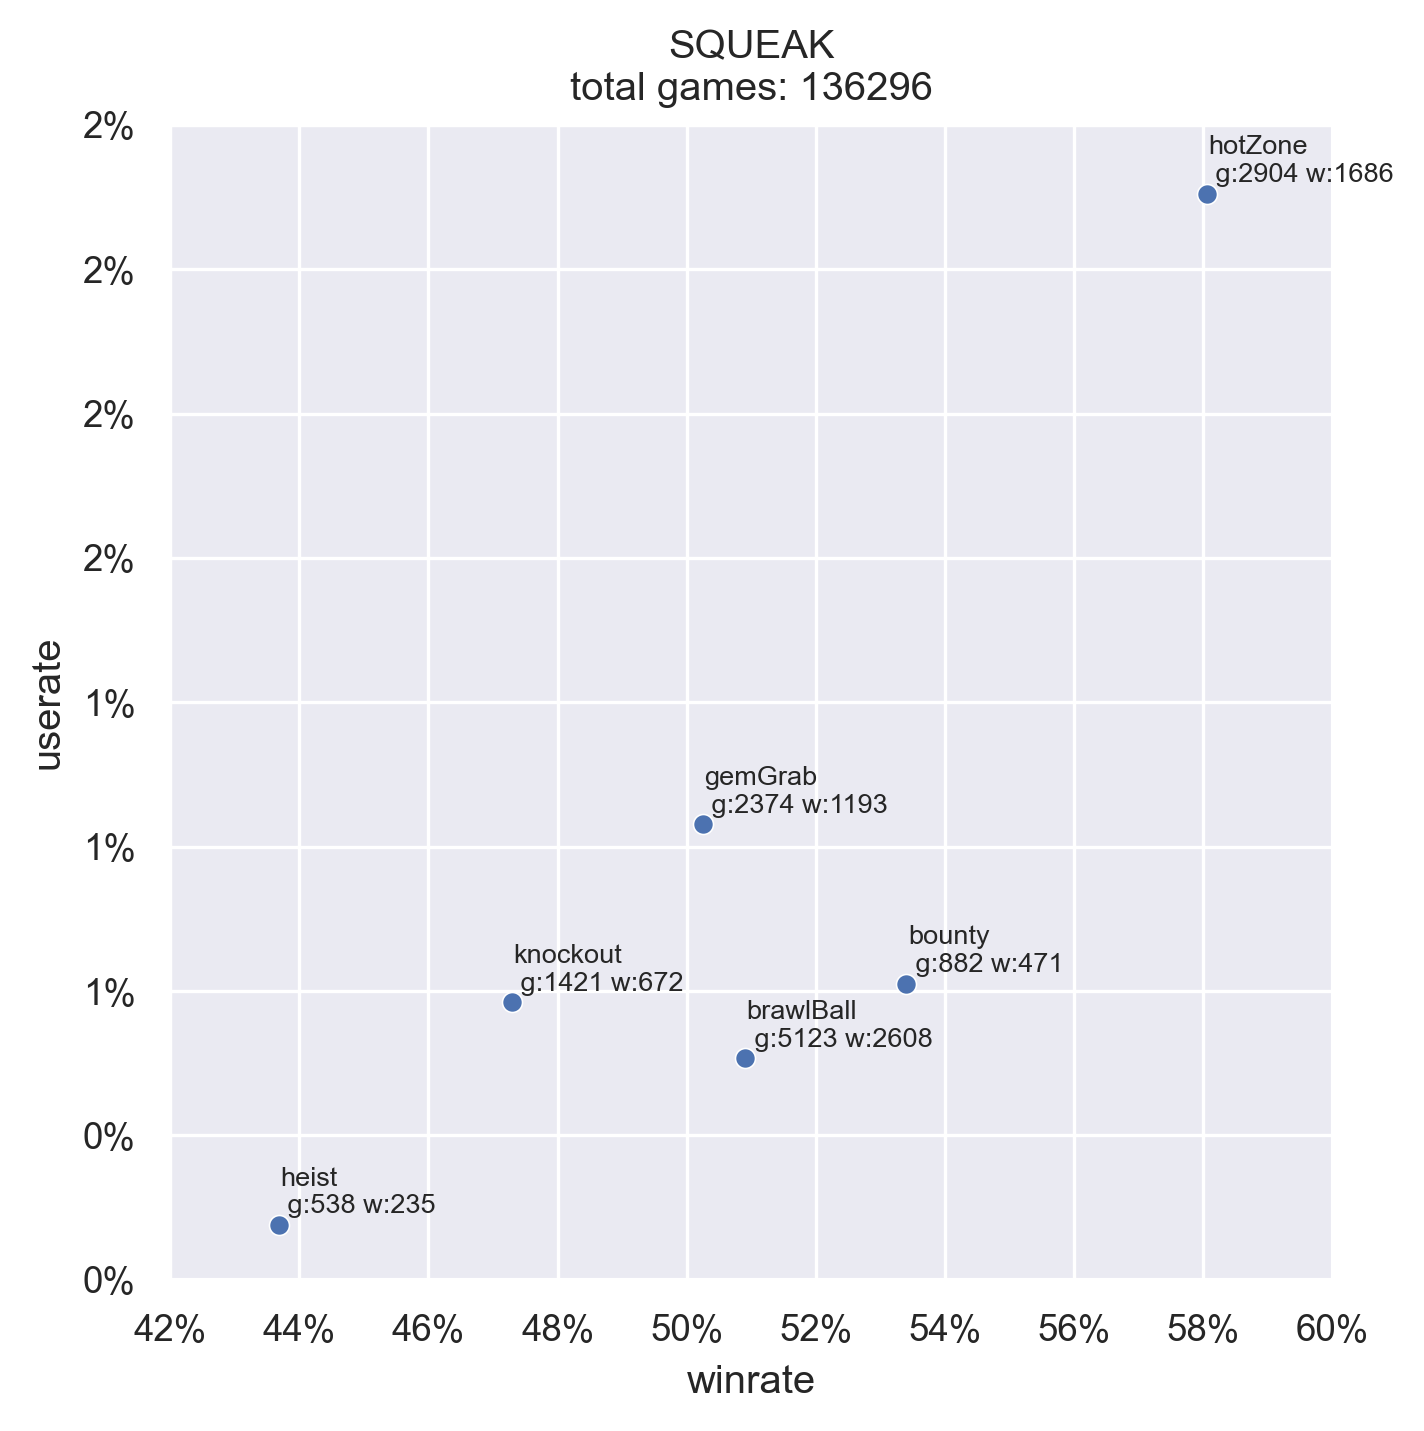 SQUEAK
total games: 136296
2%
2%
2%
2%
1%
1%
1%
0%
0%
userate
hotZone
g:2904 w:1686
gemGrab
g:2374 w:1193
bounty
g:882 w:471
knockout
g:1421 w:672
brawlBall
g:5123 w:2608
heist
g:538 w:235
42% 44% 46% 48% 50% 52% 54% 56% 58% 60%
winrate